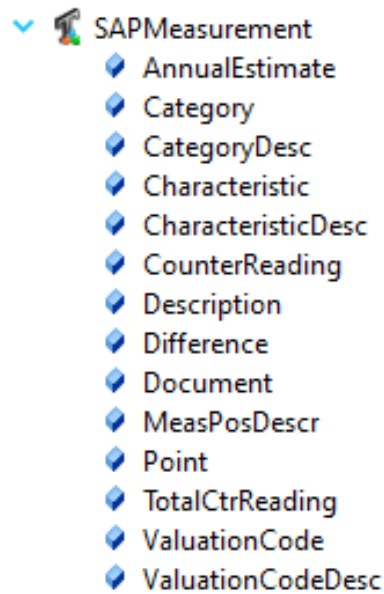 SAPMeasurement
AnnualEstimate
Category
CategoryDesc
Characteristic
CharacteristicDesc
CounterReading
Description
Difference
Document
MeasPosDescr
Point
TotalCtrReading
ValuationCode
ValuationCodeDesc